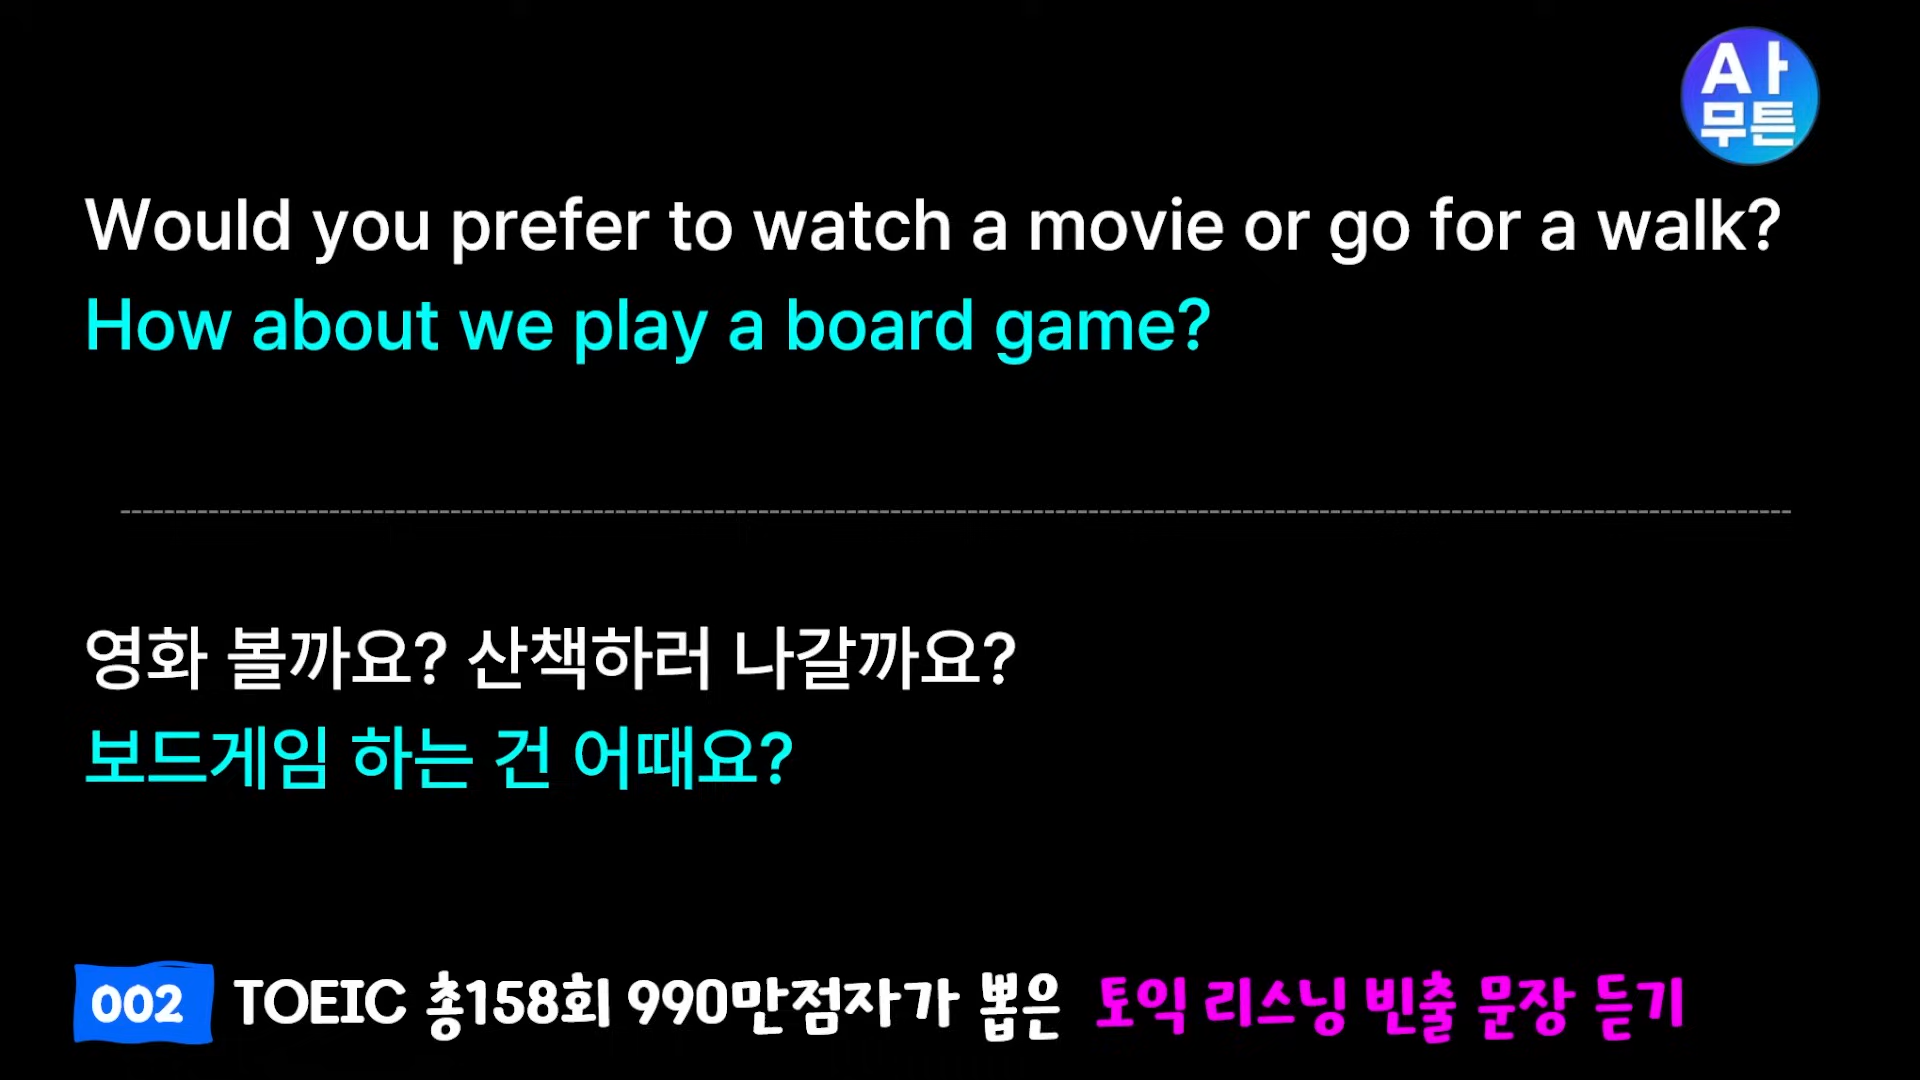 A사
무튼
Would you prefer to watch a movie or go for a walk?
How about we play a board game?
영화 볼까요? 산책하러 나갈까요?
보드게임 하는 건 어때요?
002 TOEIC 총158회 990만점자가 뽑은 토익 리스닝 빈출 문장 듣기